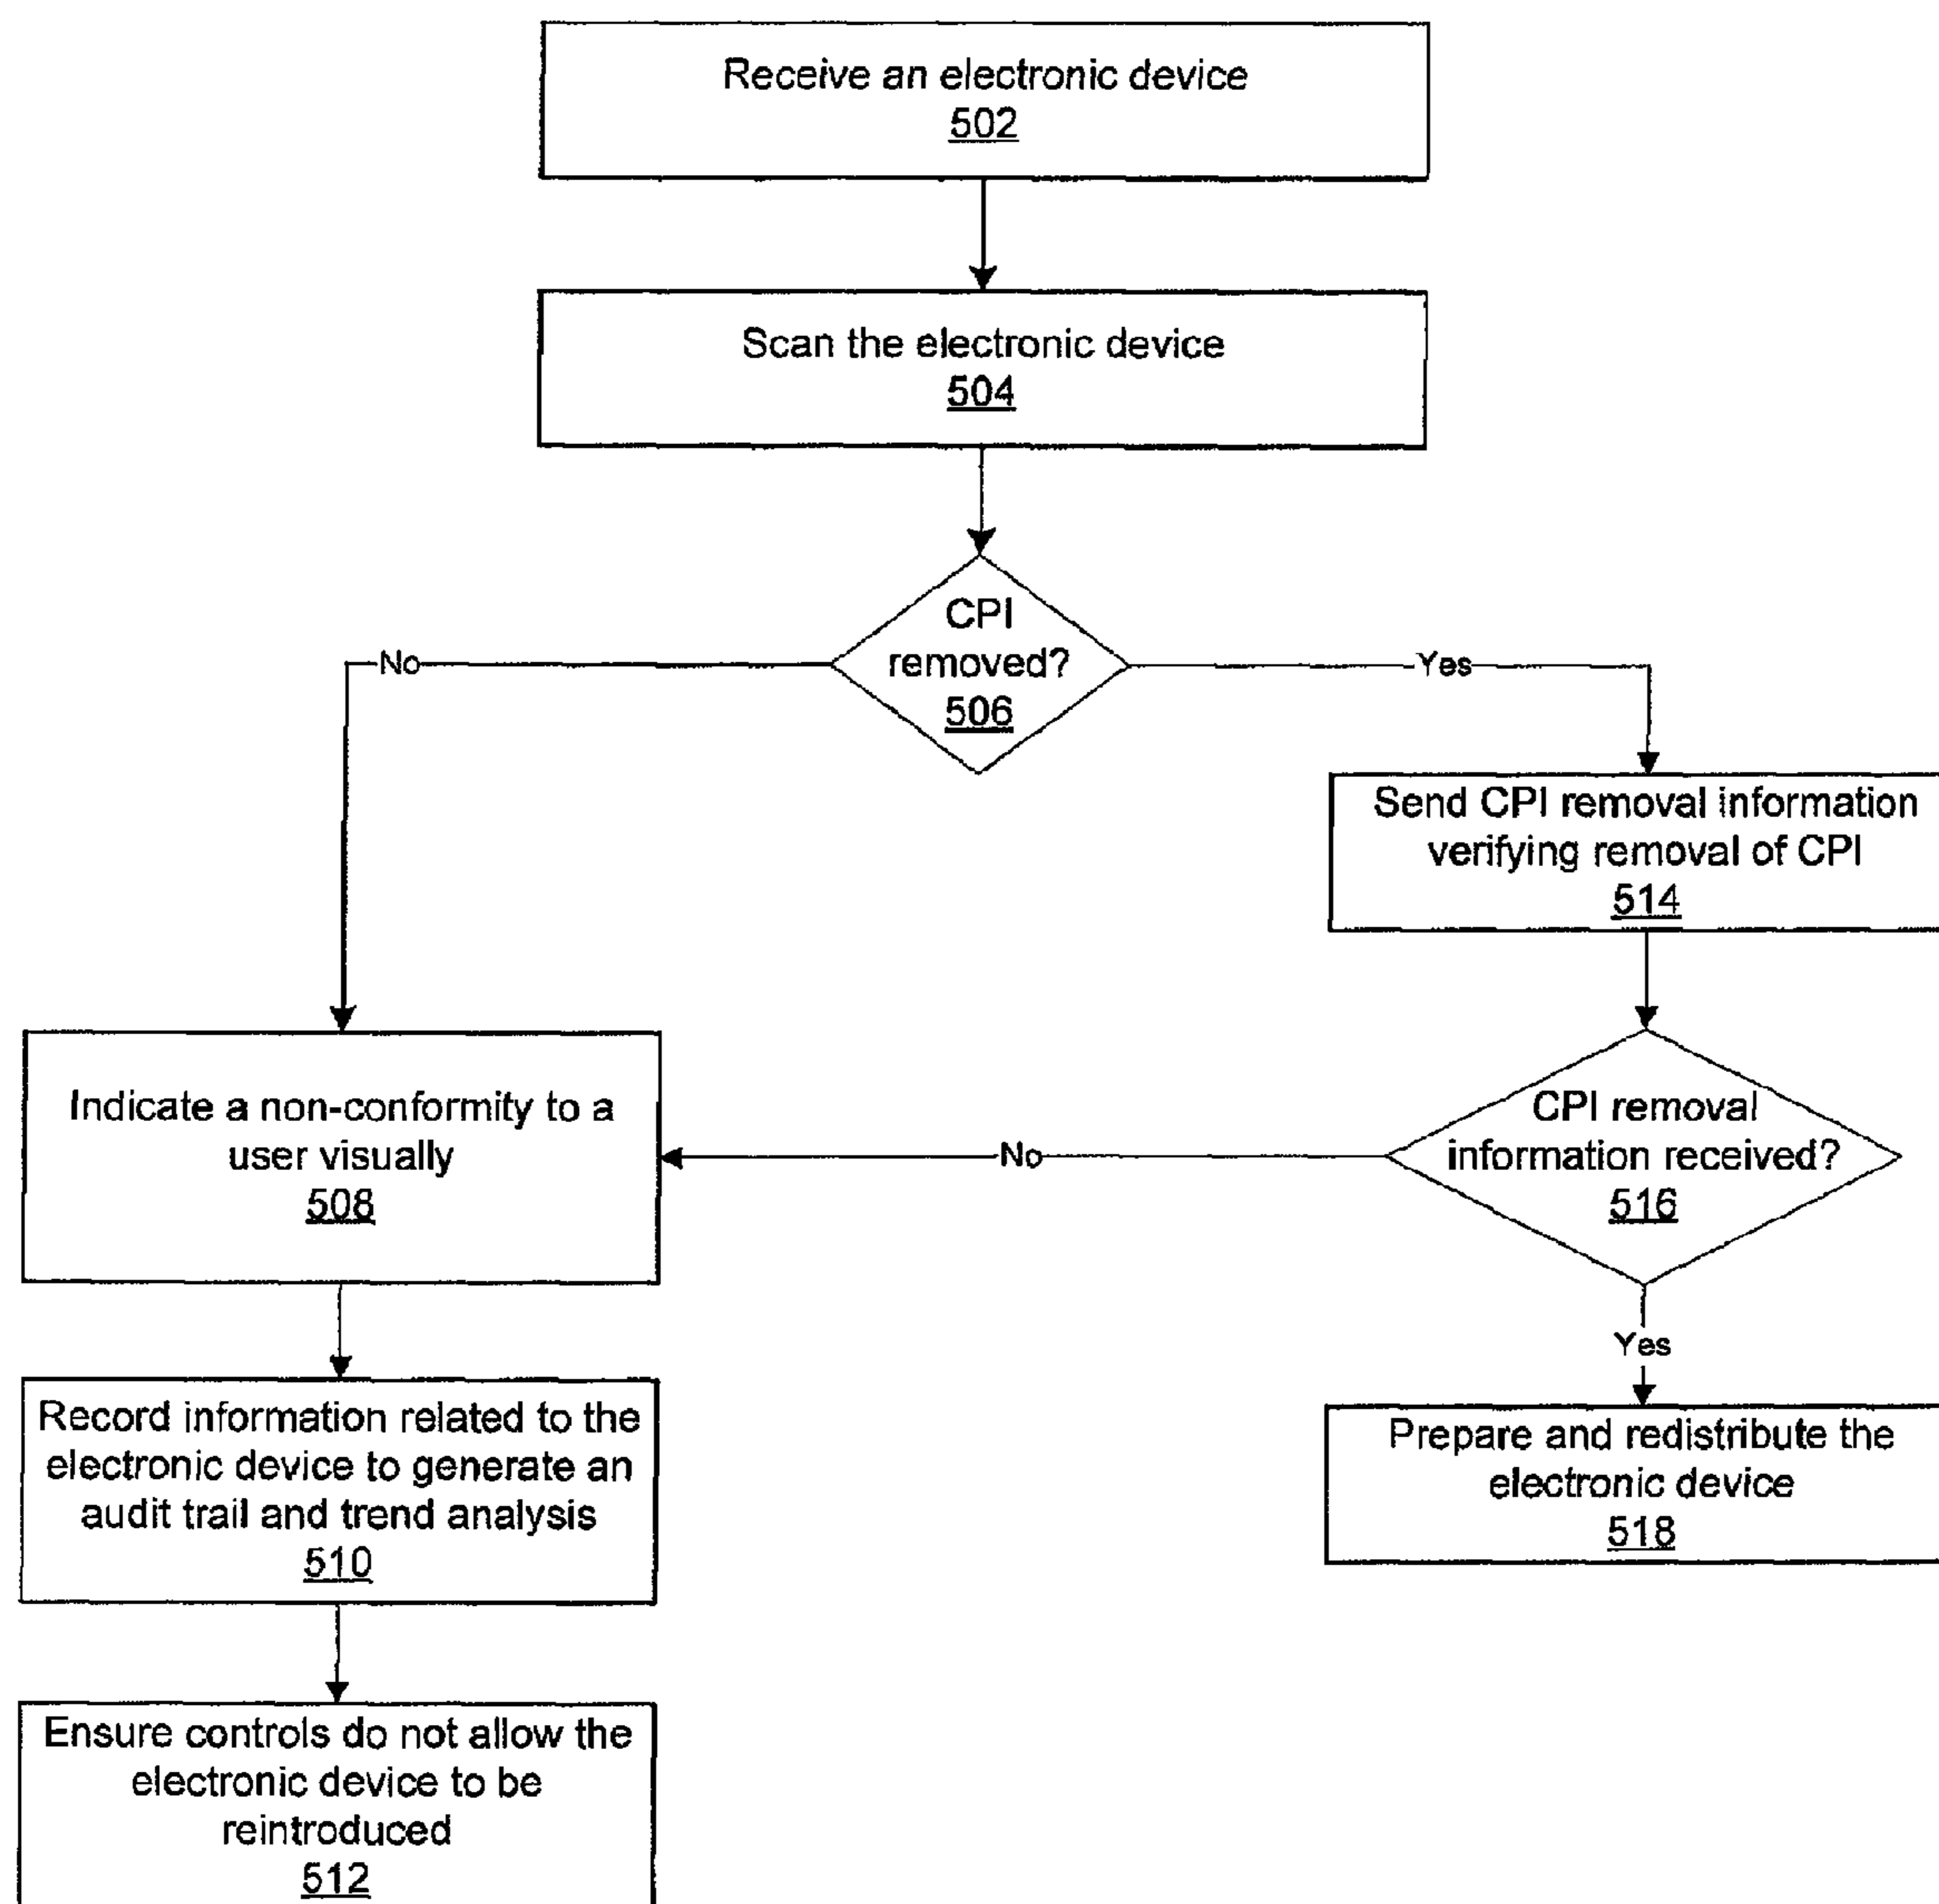 Receive an electronic device
502
Scan the electronic device
504
CPI
removed?
506
No
Yes
Send CPI removal information
verifying removal of CPI
514
Indicate a non-conformity to a
user visually
508
No
CPI removal
information received?
516
Yes
Record information related to the
electronic device to generate an
audit trail and trend analysis
510
Prepare and redistribute the
electronic device
518
Ensure controls do not allow the
electronic device to be
reintroduced
512